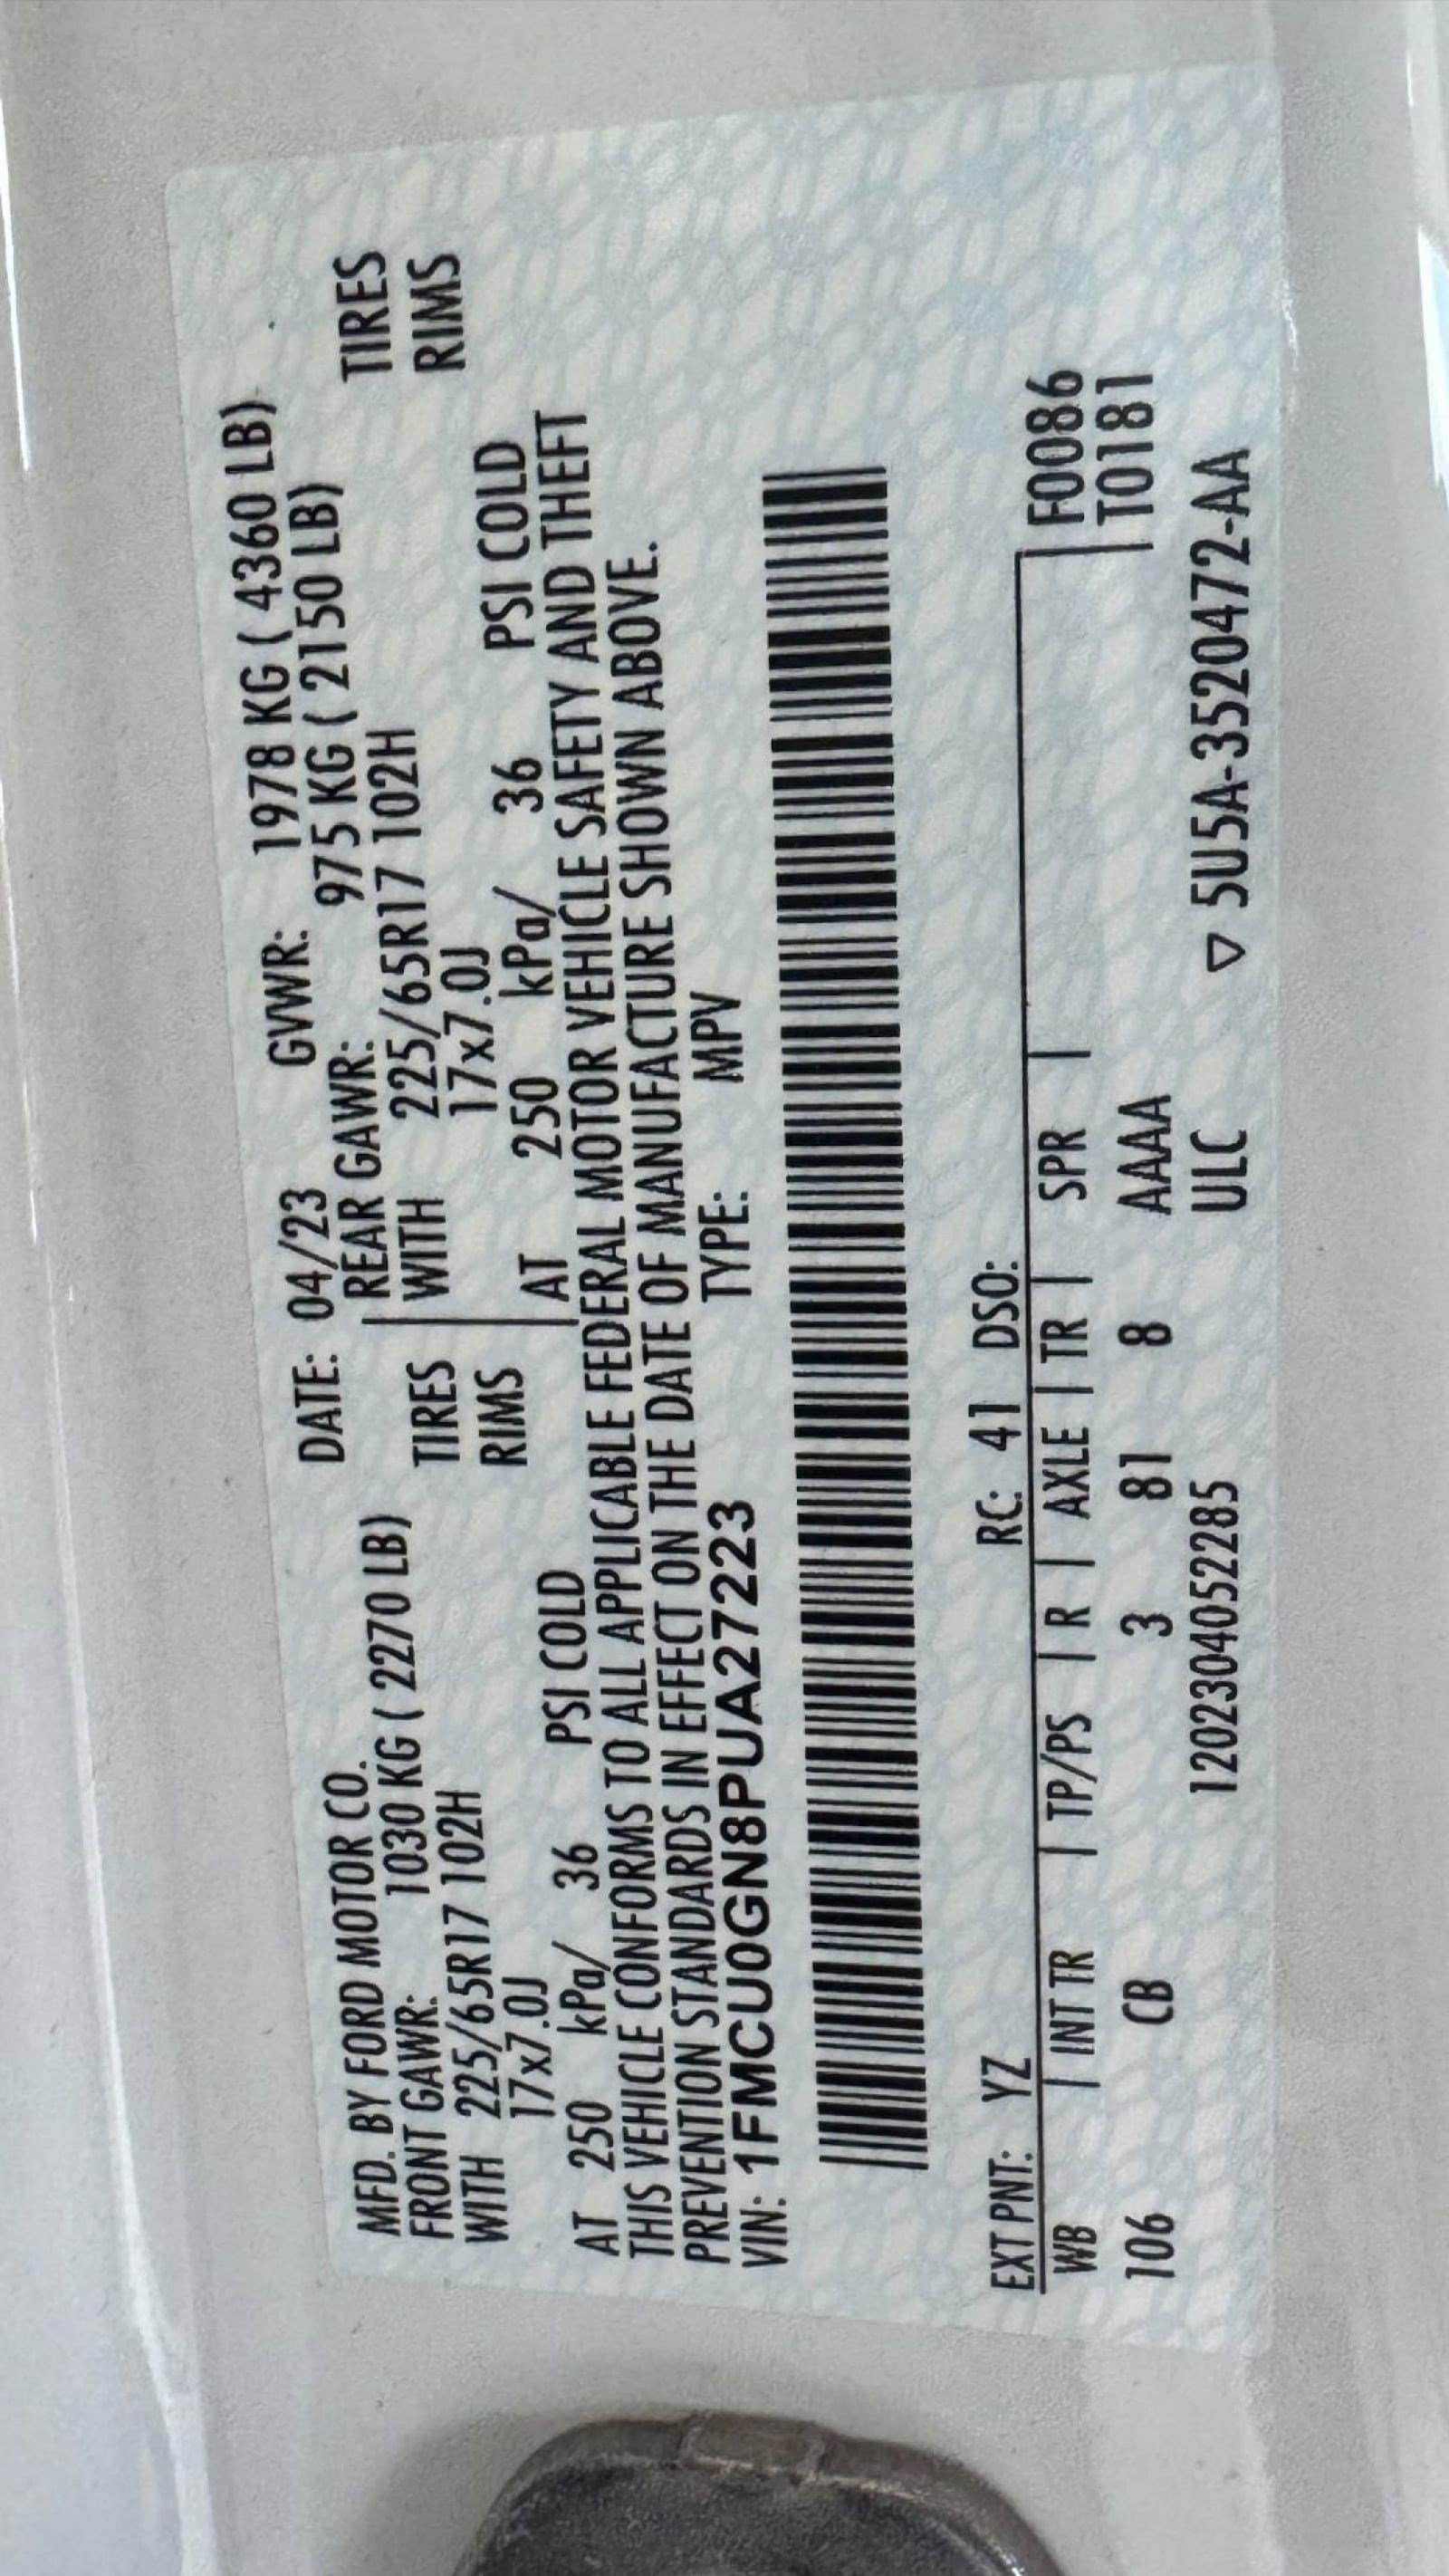 MFD. BY FORD MOTOR CO. DATE: 04/23 GVWR: 1978 KG ( 4360 LB)
FRONT GAWR: 1030 KG ( 2270 LB) REAR GAWR: 975 KG ( 2150 LB)
WITH 225/65R17 102H TIRES WITH 225/65R17 102H TIRES
17x7.0J RIMS 17x7.0J RIMS
AT 250 kPa/ 36 PSI COLD AT 250 kPa/ 36 PSI COLD
THIS VEHICLE CONFORMS TO ALL APPLICABLE FEDERAL MOTOR VEHICLE SAFETY AND THEFT
PREVENTION STANDARDS IN EFFECT ON THE DATE OF MANUFACTURE SHOWN ABOVE.
VIN: 1FMCU0GN8PUA27223 TYPE: MPV
EXT PNT: YZ RC: 41 DSO:
WB | INT TR | TP/PS | R | AXLE | TR | SPR | F0086
106 CB 3 81 8 AAAA T0181
1202304052285 ULC ▽ 5U5A-3520472-AA